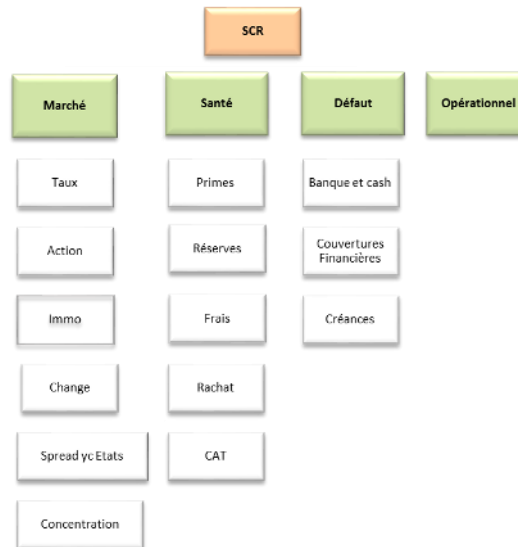 SCR
Marché
Santé
Défaut
Opérationnel
Taux
Primes
Banque et cash
Action
Réserves
Couvertures
Financières
Immo
Frais
Créances
Change
Rachat
Spread yc Etats
CAT
Concentration